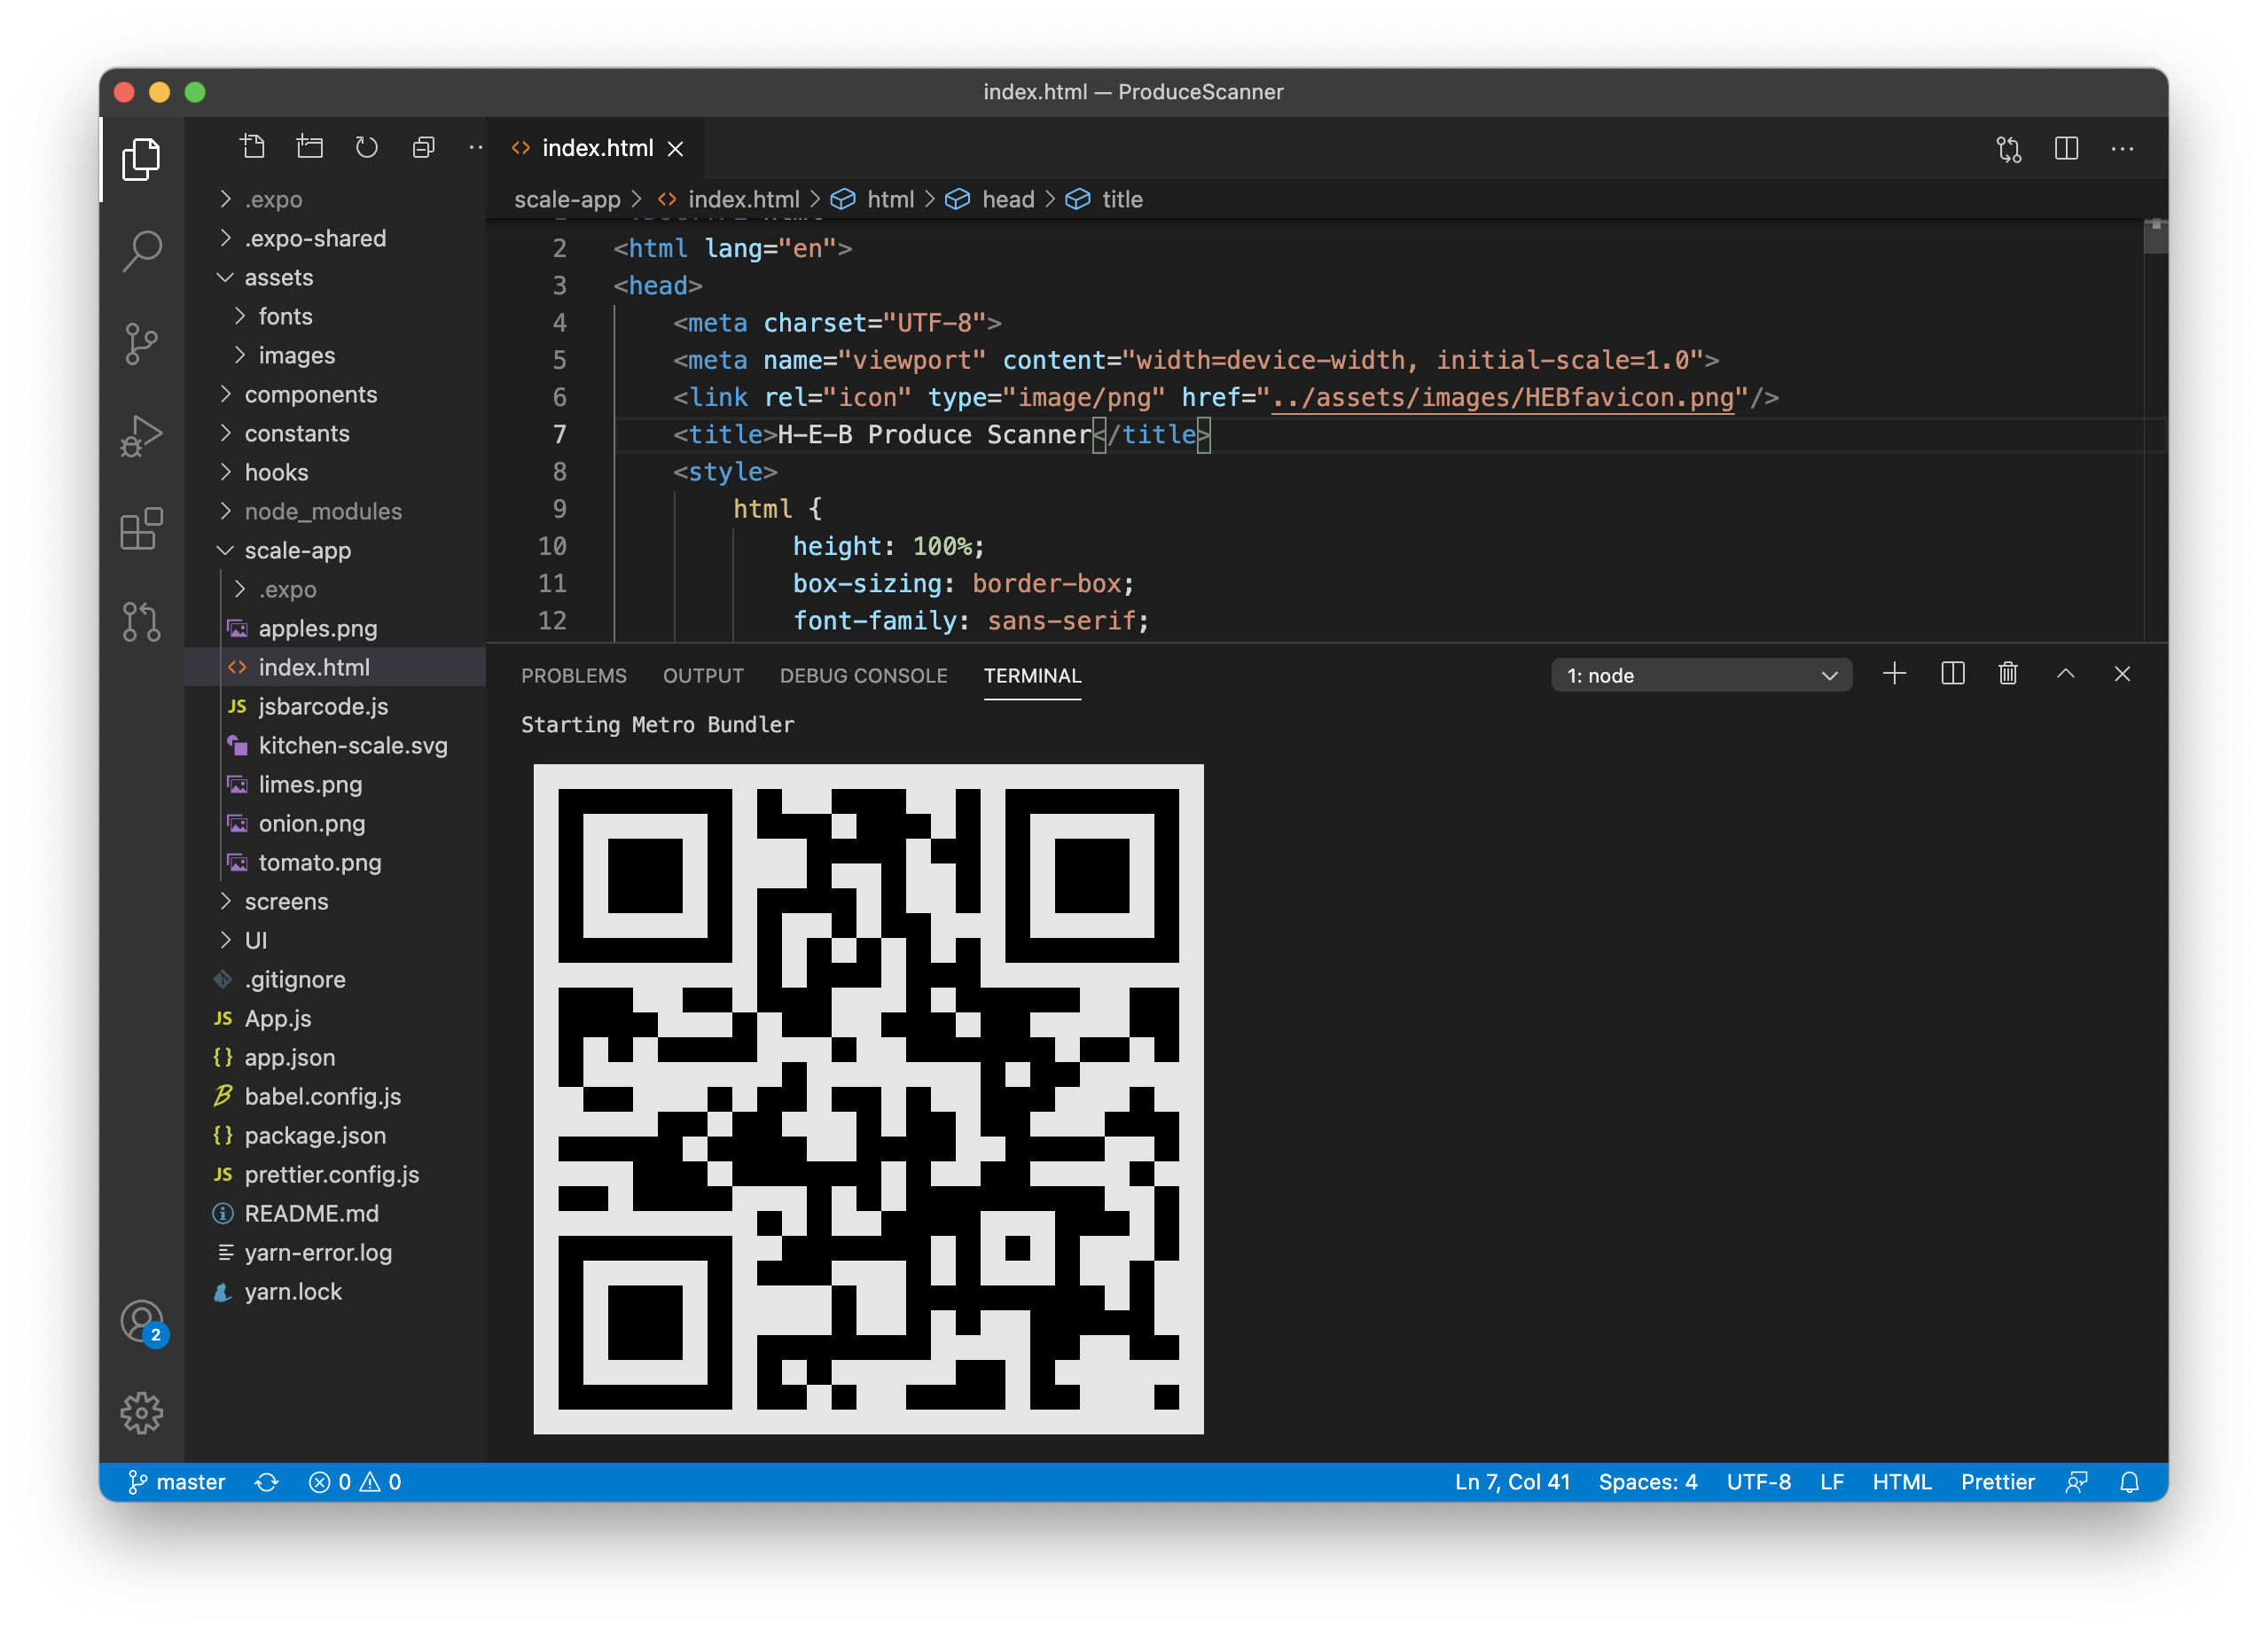 index.html — ProduceScanner
.expo
.expo-shared
assets
fonts
images
components
constants
hooks
node_modules
scale-app
.expo
apples.png
index.html
JS jsbarcode.js
kitchen-scale.svg
limes.png
onion.png
tomato.png
screens
UI
.gitignore
JS App.js
{} app.json
babel.config.js
{} package.json
JS prettier.config.js
README.md
yarn-error.log
yarn.lock
2
index.html
scale-app > index.html > html > head > title
2 <html lang="en">
3 <head>
4 <meta charset="UTF-8">
5 <meta name="viewport" content="width=device-width, initial-scale=1.0">
6 <link rel="icon" type="image/png" href="../assets/images/HEBfavicon.png"/>
7 <title>H-E-B Produce Scanner</title>
8 <style>
9 html {
10 height: 100%;
11 box-sizing: border-box;
12 font-family: sans-serif;
PROBLEMS OUTPUT DEBUG CONSOLE TERMINAL 1: node
Starting Metro Bundler
master 0 0 Ln 7, Col 41 Spaces: 4 UTF-8 LF HTML Prettier